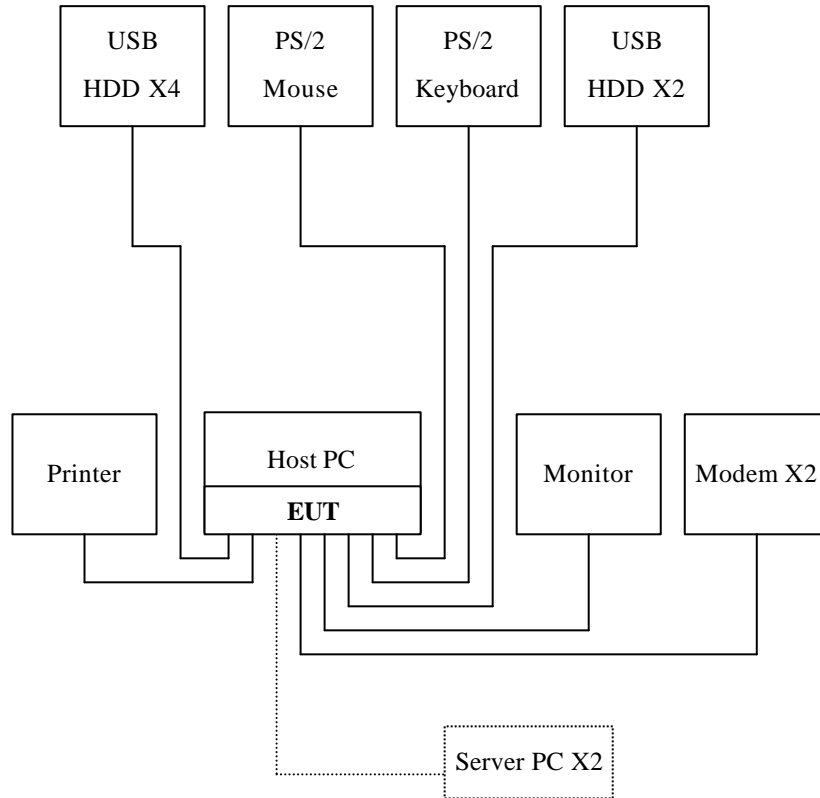 USB
HDD X4
PS/2
Mouse
PS/2
Keyboard
USB
HDD X2
Printer
Host PC
EUT
Monitor
Modem X2
Server PC X2